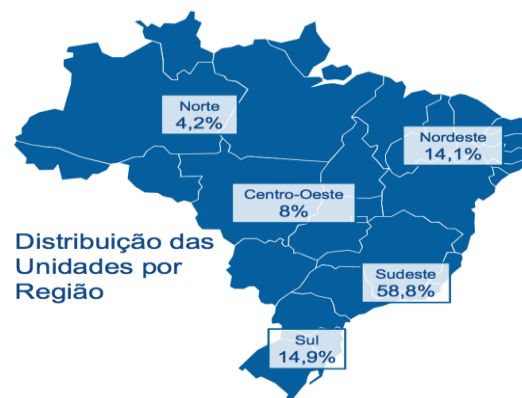 Norte
4,2%
Nordeste
14,1%
Centro-Oeste
8%
Distribuição das
Unidades por
Região
Sudeste
58,8%
Sul
14,9%